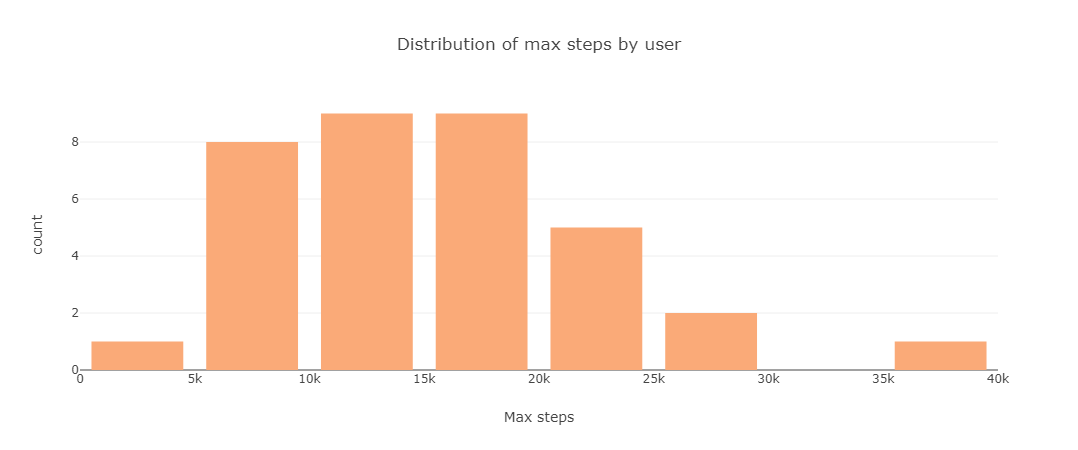 Distribution of max steps by user
8
6
4
2
0
count
0 5k 10k 15k 20k 25k 30k 35k 40k
Max steps